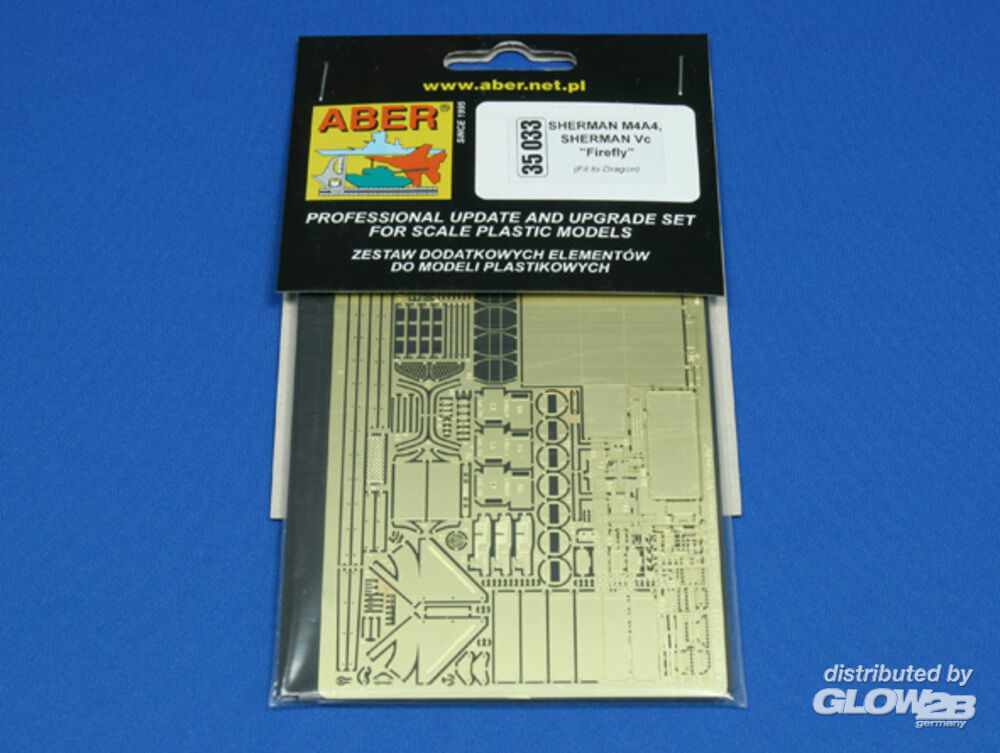 www.aber.net.pl
ABER®
SINCE 1995
35 033
SHERMAN M4A4,
SHERMAN Vc
"Firefly"
(Fit to Dragon)
PROFESSIONAL UPDATE AND UPGRADE SET
FOR SCALE PLASTIC MODELS
ZESTAW DODATKOWYCH ELEMENTÓW
DO MODELI PLASTIKOWYCH
distributed by
GLOW2B
germany